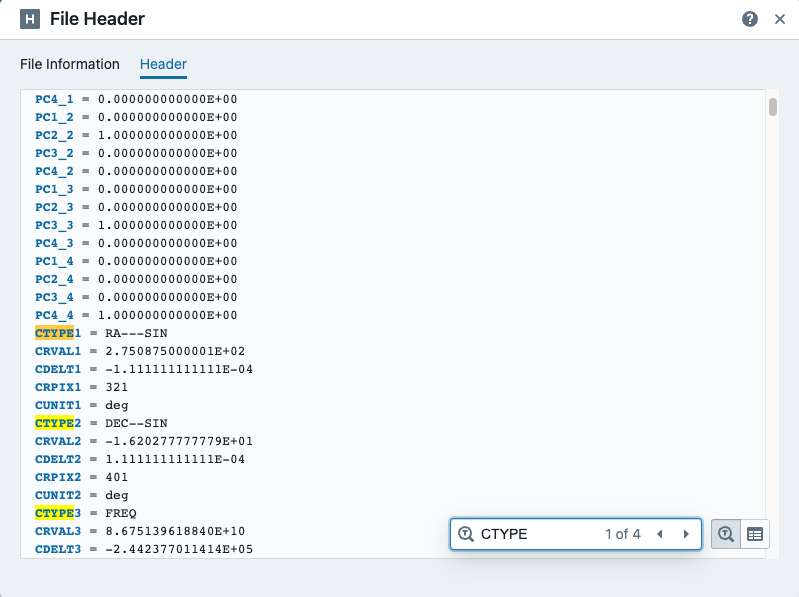 H File Header
File Information Header
PC4_1 = 0.000000000000E+00
PC1_2 = 0.000000000000E+00
PC2_2 = 1.000000000000E+00
PC3_2 = 0.000000000000E+00
PC4_2 = 0.000000000000E+00
PC1_3 = 0.000000000000E+00
PC2_3 = 0.000000000000E+00
PC3_3 = 1.000000000000E+00
PC4_3 = 0.000000000000E+00
PC1_4 = 0.000000000000E+00
PC2_4 = 0.000000000000E+00
PC3_4 = 0.000000000000E+00
PC4_4 = 1.000000000000E+00
CTYPE1 = RA---SIN
CRVAL1 = 2.750875000001E+02
CDELT1 = -1.111111111111E-04
CRPIX1 = 321
CUNIT1 = deg
CTYPE2 = DEC--SIN
CRVAL2 = -1.620277777779E+01
CDELT2 = 1.111111111111E-04
CRPIX2 = 401
CUNIT2 = deg
CTYPE3 = FREQ
CRVAL3 = 8.675139618840E+10
CDELT3 = -2.442377011414E+05
CTYPE 1 of 4